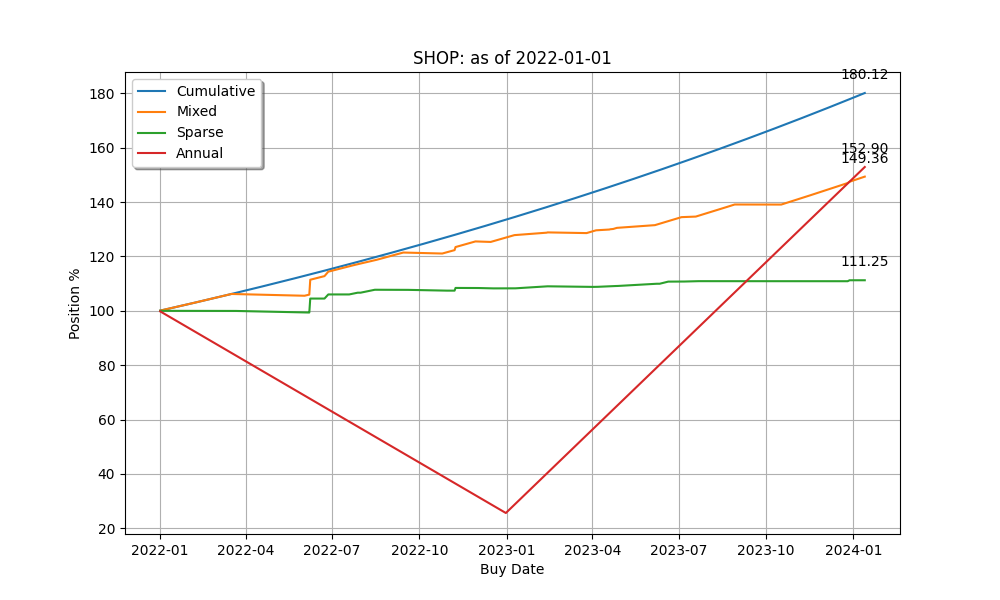 SHOP: as of 2022-01-01
Cumulative
Mixed
Sparse
Annual
180.12
152.90
149.36
111.25
Position %
180
160
140
120
100
80
60
40
20
2022-01 2022-04 2022-07 2022-10 2023-01 2023-04 2023-07 2023-10 2024-01
Buy Date